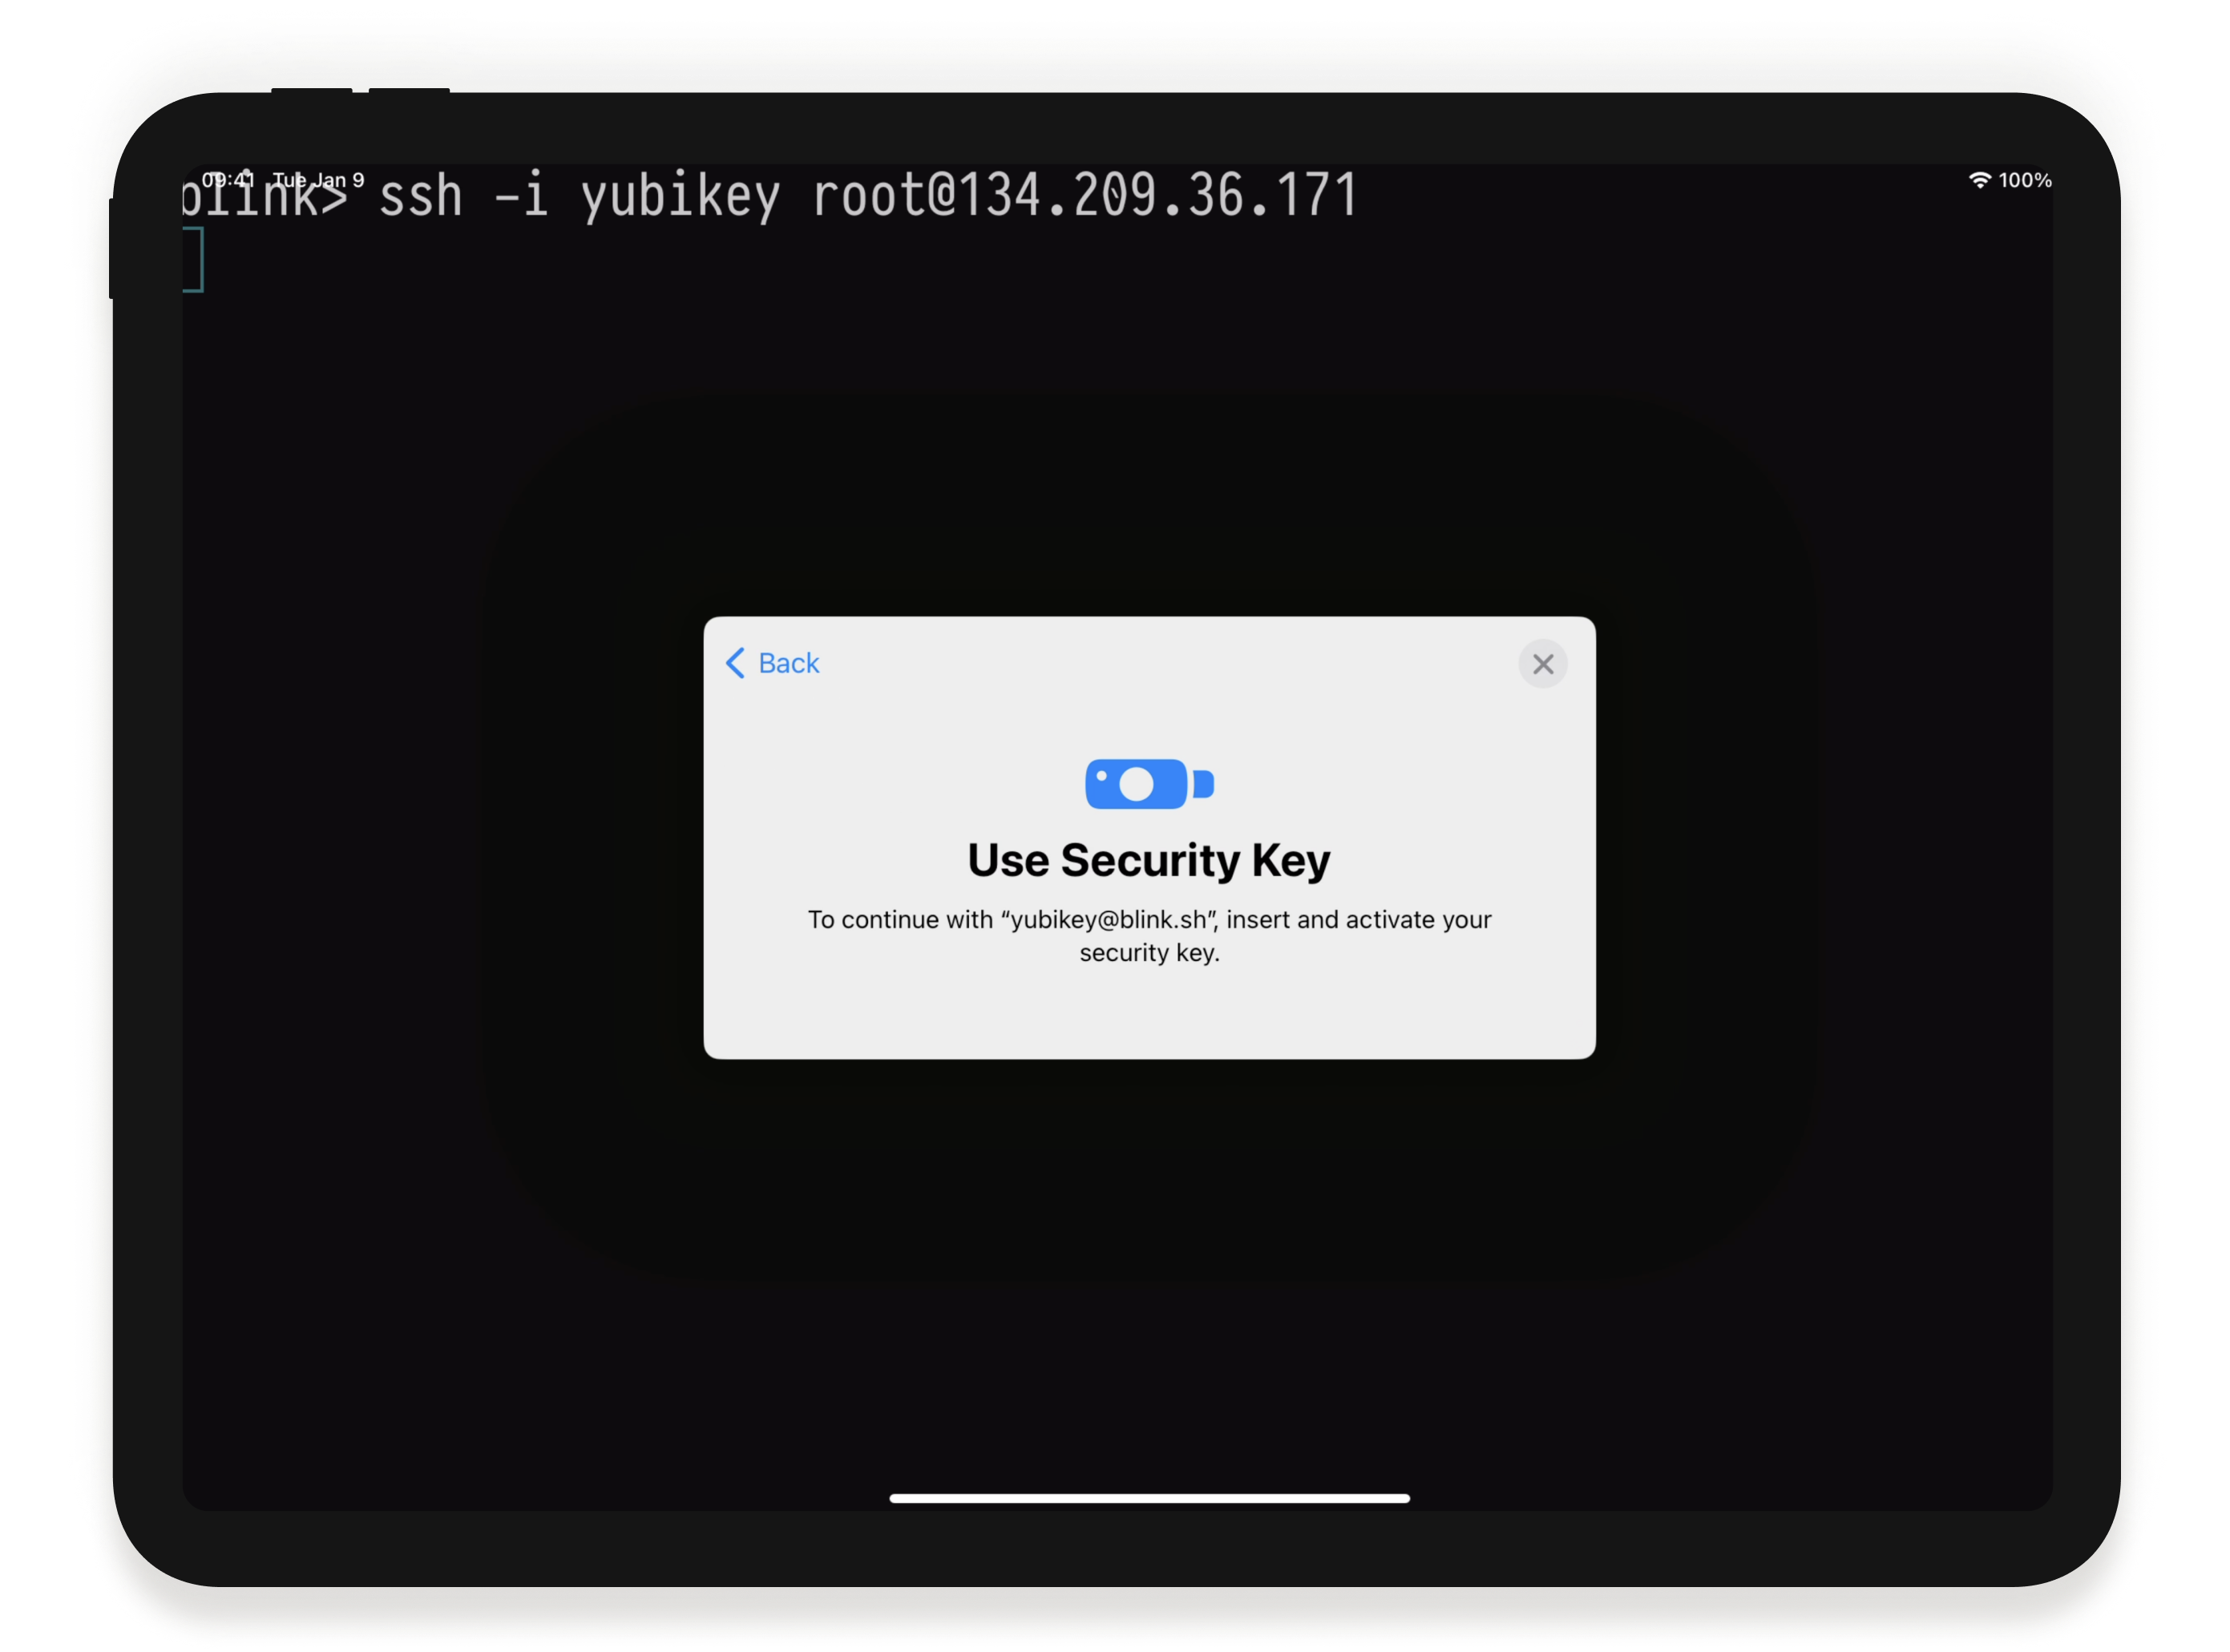 09:41 Tue Jan 9
100%
blink> ssh -i yubikey root@134.209.36.171
Back
Use Security Key
To continue with “yubikey@blink.sh”, insert and activate your
security key.